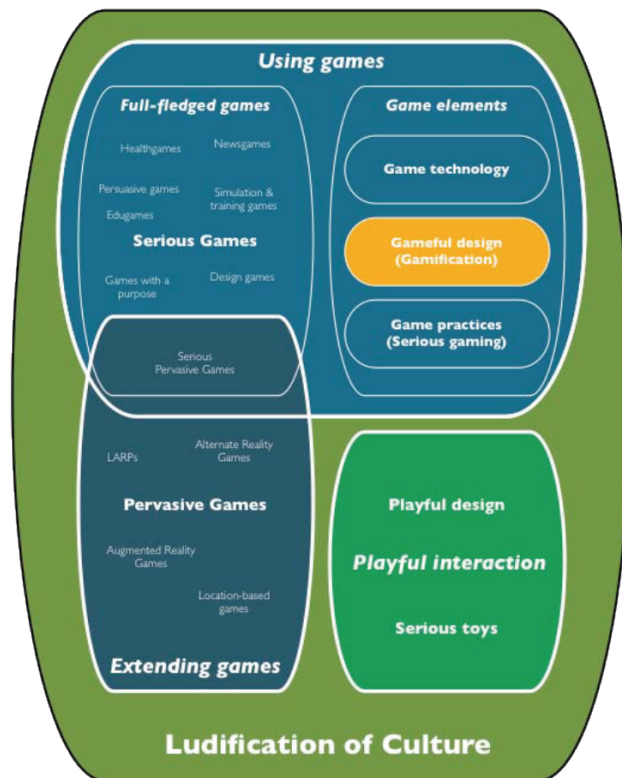 Using games
Full-fledged games
Healthgames
Newsgames
Persuasive games
Simulation &
training games
Edugames
Serious Games
Games with a
purpose
Design games
Game elements
Game technology
Gameful design
(Gamification)
Game practices
(Serious gaming)
Serious
Pervasive Games
LARPs
Alternate Reality
Games
Pervasive Games
Augmented Reality
Games
Location-based
games
Extending games
Playful design
Playful interaction
Serious toys
Ludification of Culture